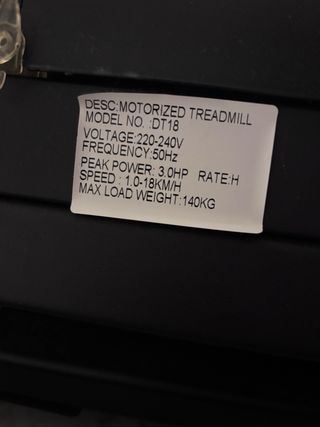 DESC:MOTORIZED TREADMILL
MODEL NO. :DT18
VOLTAGE:220-240V
FREQUENCY:50Hz
PEAK POWER: 3.0HP RATE:H
SPEED : 1.0-18KM/H
MAX LOAD WEIGHT:140KG